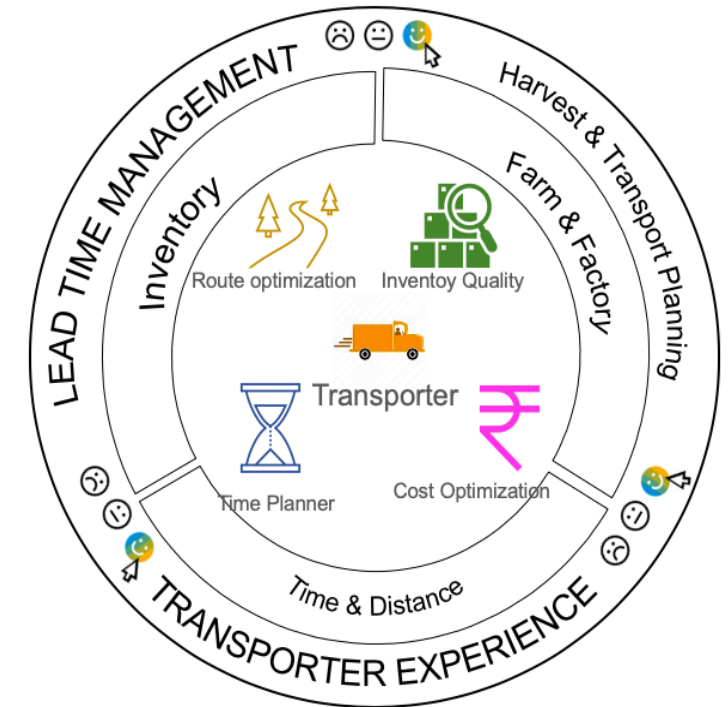 LEAD TIME MANAGEMENT
Harvest & Transport Planning
Inventory
Farm & Factory
Route optimization
Inventoy Quality
Transporter
Time Planner
Cost Optimization
Time & Distance
TRANSPORTER EXPERIENCE